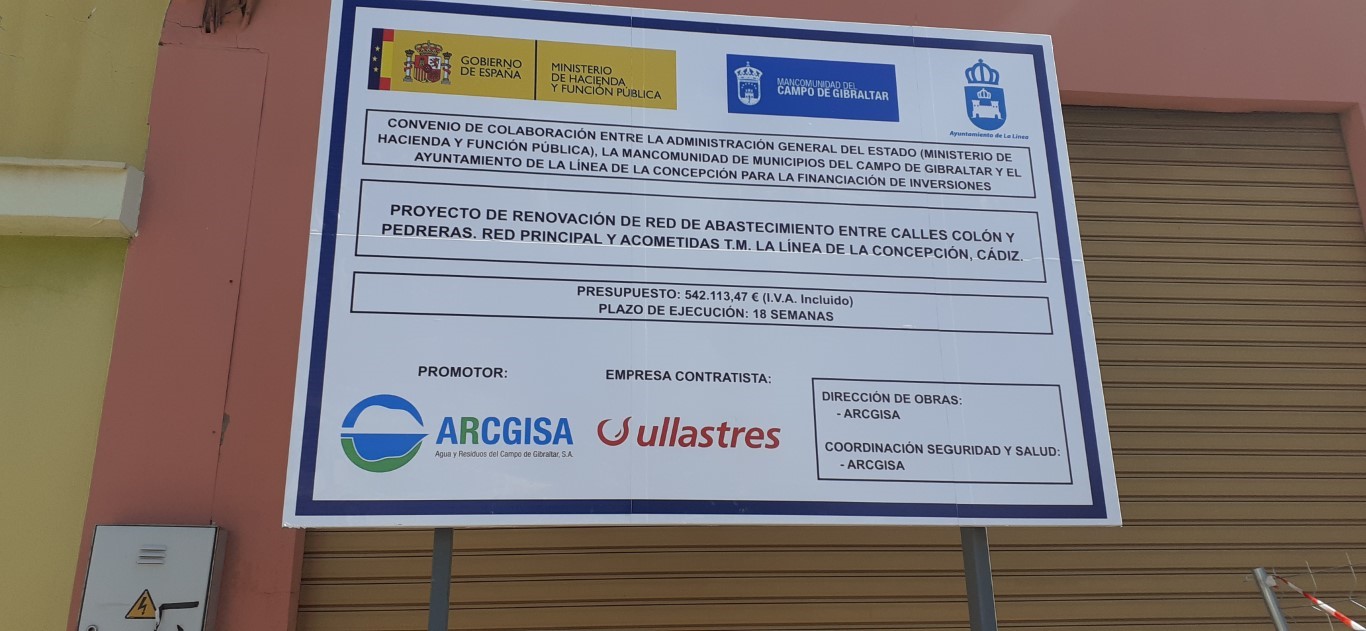 GOBIERNO
DE ESPAÑA
MINISTERIO
DE HACIENDA
Y FUNCIÓN PÚBLICA
MANCOMUNIDAD DEL
CAMPO DE GIBRALTAR
Ayuntamiento de La Línea
CONVENIO DE COLABORACIÓN ENTRE LA ADMINISTRACIÓN GENERAL DEL ESTADO (MINISTERIO DE
HACIENDA Y FUNCIÓN PÚBLICA), LA MANCOMUNIDAD DE MUNICIPIOS DEL CAMPO DE GIBRALTAR Y EL
AYUNTAMIENTO DE LA LÍNEA DE LA CONCEPCIÓN PARA LA FINANCIACIÓN DE INVERSIONES
PROYECTO DE RENOVACIÓN DE RED DE ABASTECIMIENTO ENTRE CALLES COLÓN Y
PEDRERAS. RED PRINCIPAL Y ACOMETIDAS T.M. LA LÍNEA DE LA CONCEPCIÓN, CÁDIZ.
PRESUPUESTO: 542.113,47 € (I.V.A. Incluido)
PLAZO DE EJECUCIÓN: 18 SEMANAS
PROMOTOR:
ARCGISA
Agua y Residuos del Campo de Gibraltar, S.A.
EMPRESA CONTRATISTA:
ullastres
DIRECCIÓN DE OBRAS:
- ARCGISA
COORDINACIÓN SEGURIDAD Y SALUD:
- ARCGISA